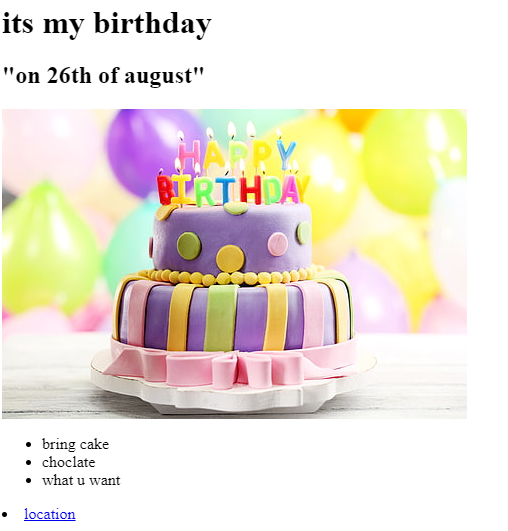 its my birthday
"on 26th of august"
HAPPY
BIRTHDAY
bring cake
choclate
what u want
location